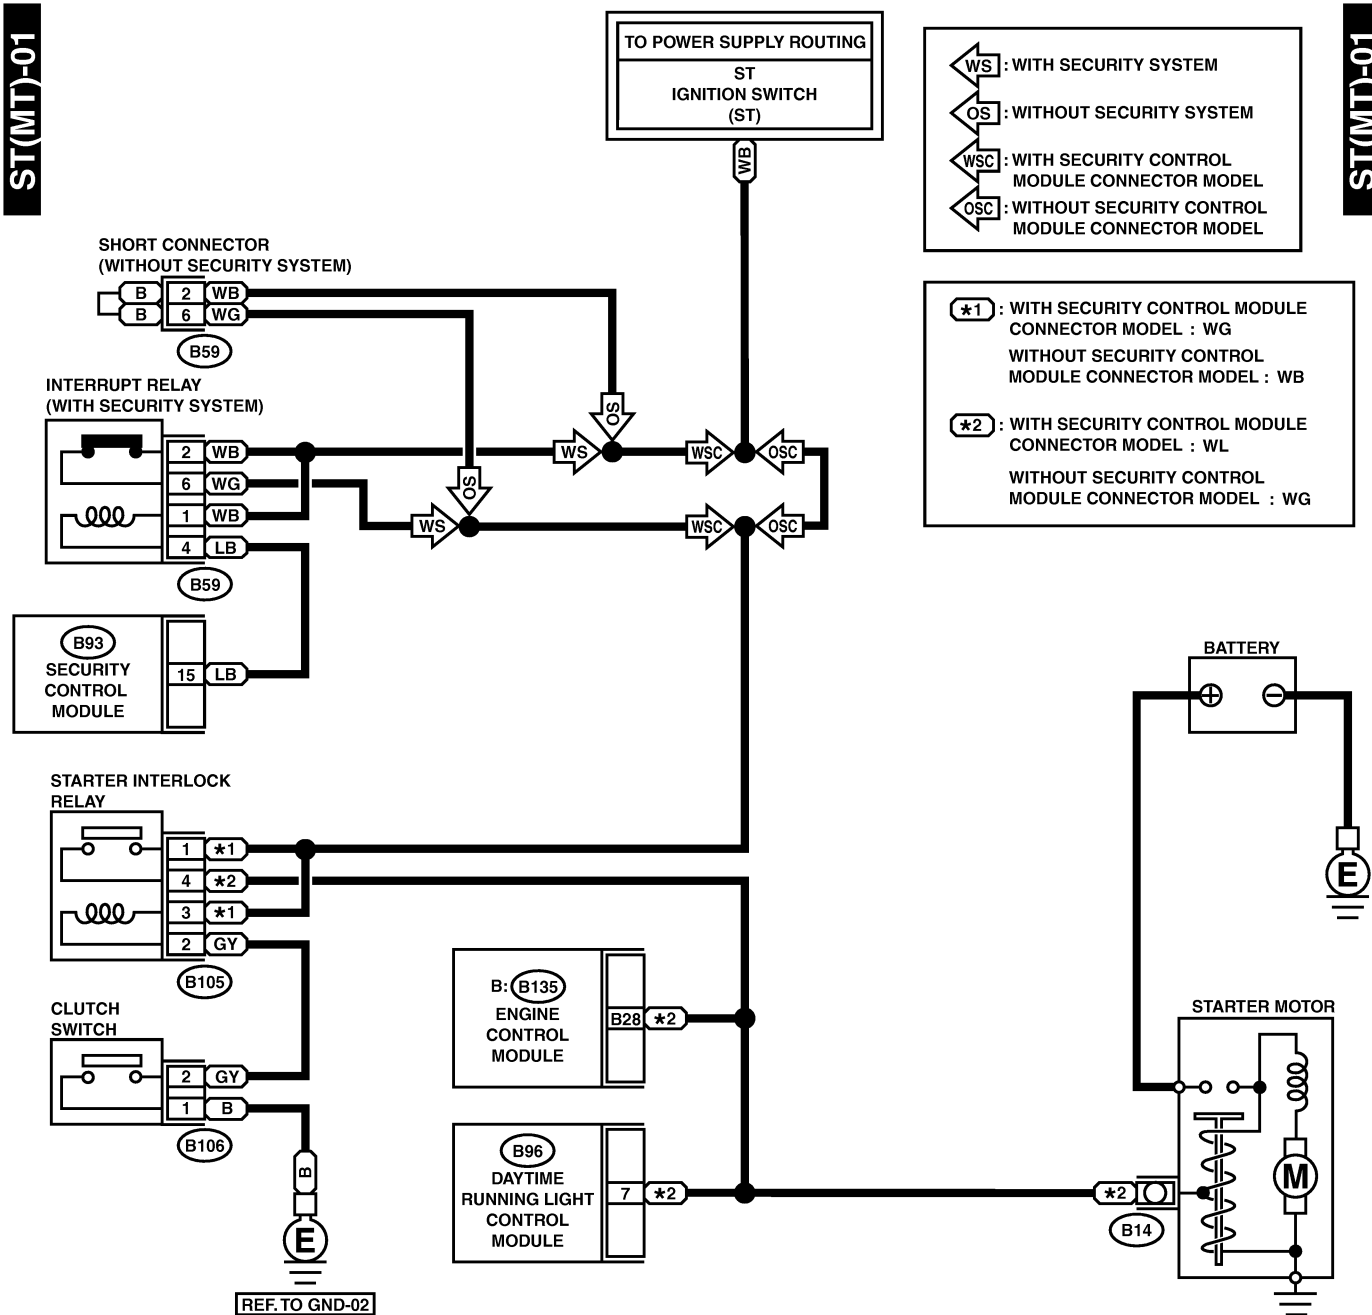 ST(MT)-01
TO POWER SUPPLY ROUTING
ST
IGNITION SWITCH
(ST)
WB
WS : WITH SECURITY SYSTEM
OS : WITHOUT SECURITY SYSTEM
WSC : WITH SECURITY CONTROL
MODULE CONNECTOR MODEL
OSC : WITHOUT SECURITY CONTROL
MODULE CONNECTOR MODEL
ST(MT)-01
*1 : WITH SECURITY CONTROL MODULE
CONNECTOR MODEL : WG
WITHOUT SECURITY CONTROL
MODULE CONNECTOR MODEL : WB
*2 : WITH SECURITY CONTROL MODULE
CONNECTOR MODEL : WL
WITHOUT SECURITY CONTROL
MODULE CONNECTOR MODEL : WG
SHORT CONNECTOR
(WITHOUT SECURITY SYSTEM)
B 2 WB
B 6 WG
B59
INTERRUPT RELAY
(WITH SECURITY SYSTEM)
OS
2 WB WS WSC OSC
6 WG
OS
1 WB WS WSC OSC
4 LB
B59
B93
SECURITY
CONTROL
MODULE
15 LB
STARTER INTERLOCK
RELAY
1 *1
4 *2
3 *1
2 GY
B105
CLUTCH
SWITCH
2 GY
1 B
B106
B
E
REF. TO GND-02
B: B135
ENGINE
CONTROL
MODULE
B28 *2
B96
DAYTIME
RUNNING LIGHT
CONTROL
MODULE
7 *2
BATTERY
+ −
E
STARTER MOTOR
M
*2
B14